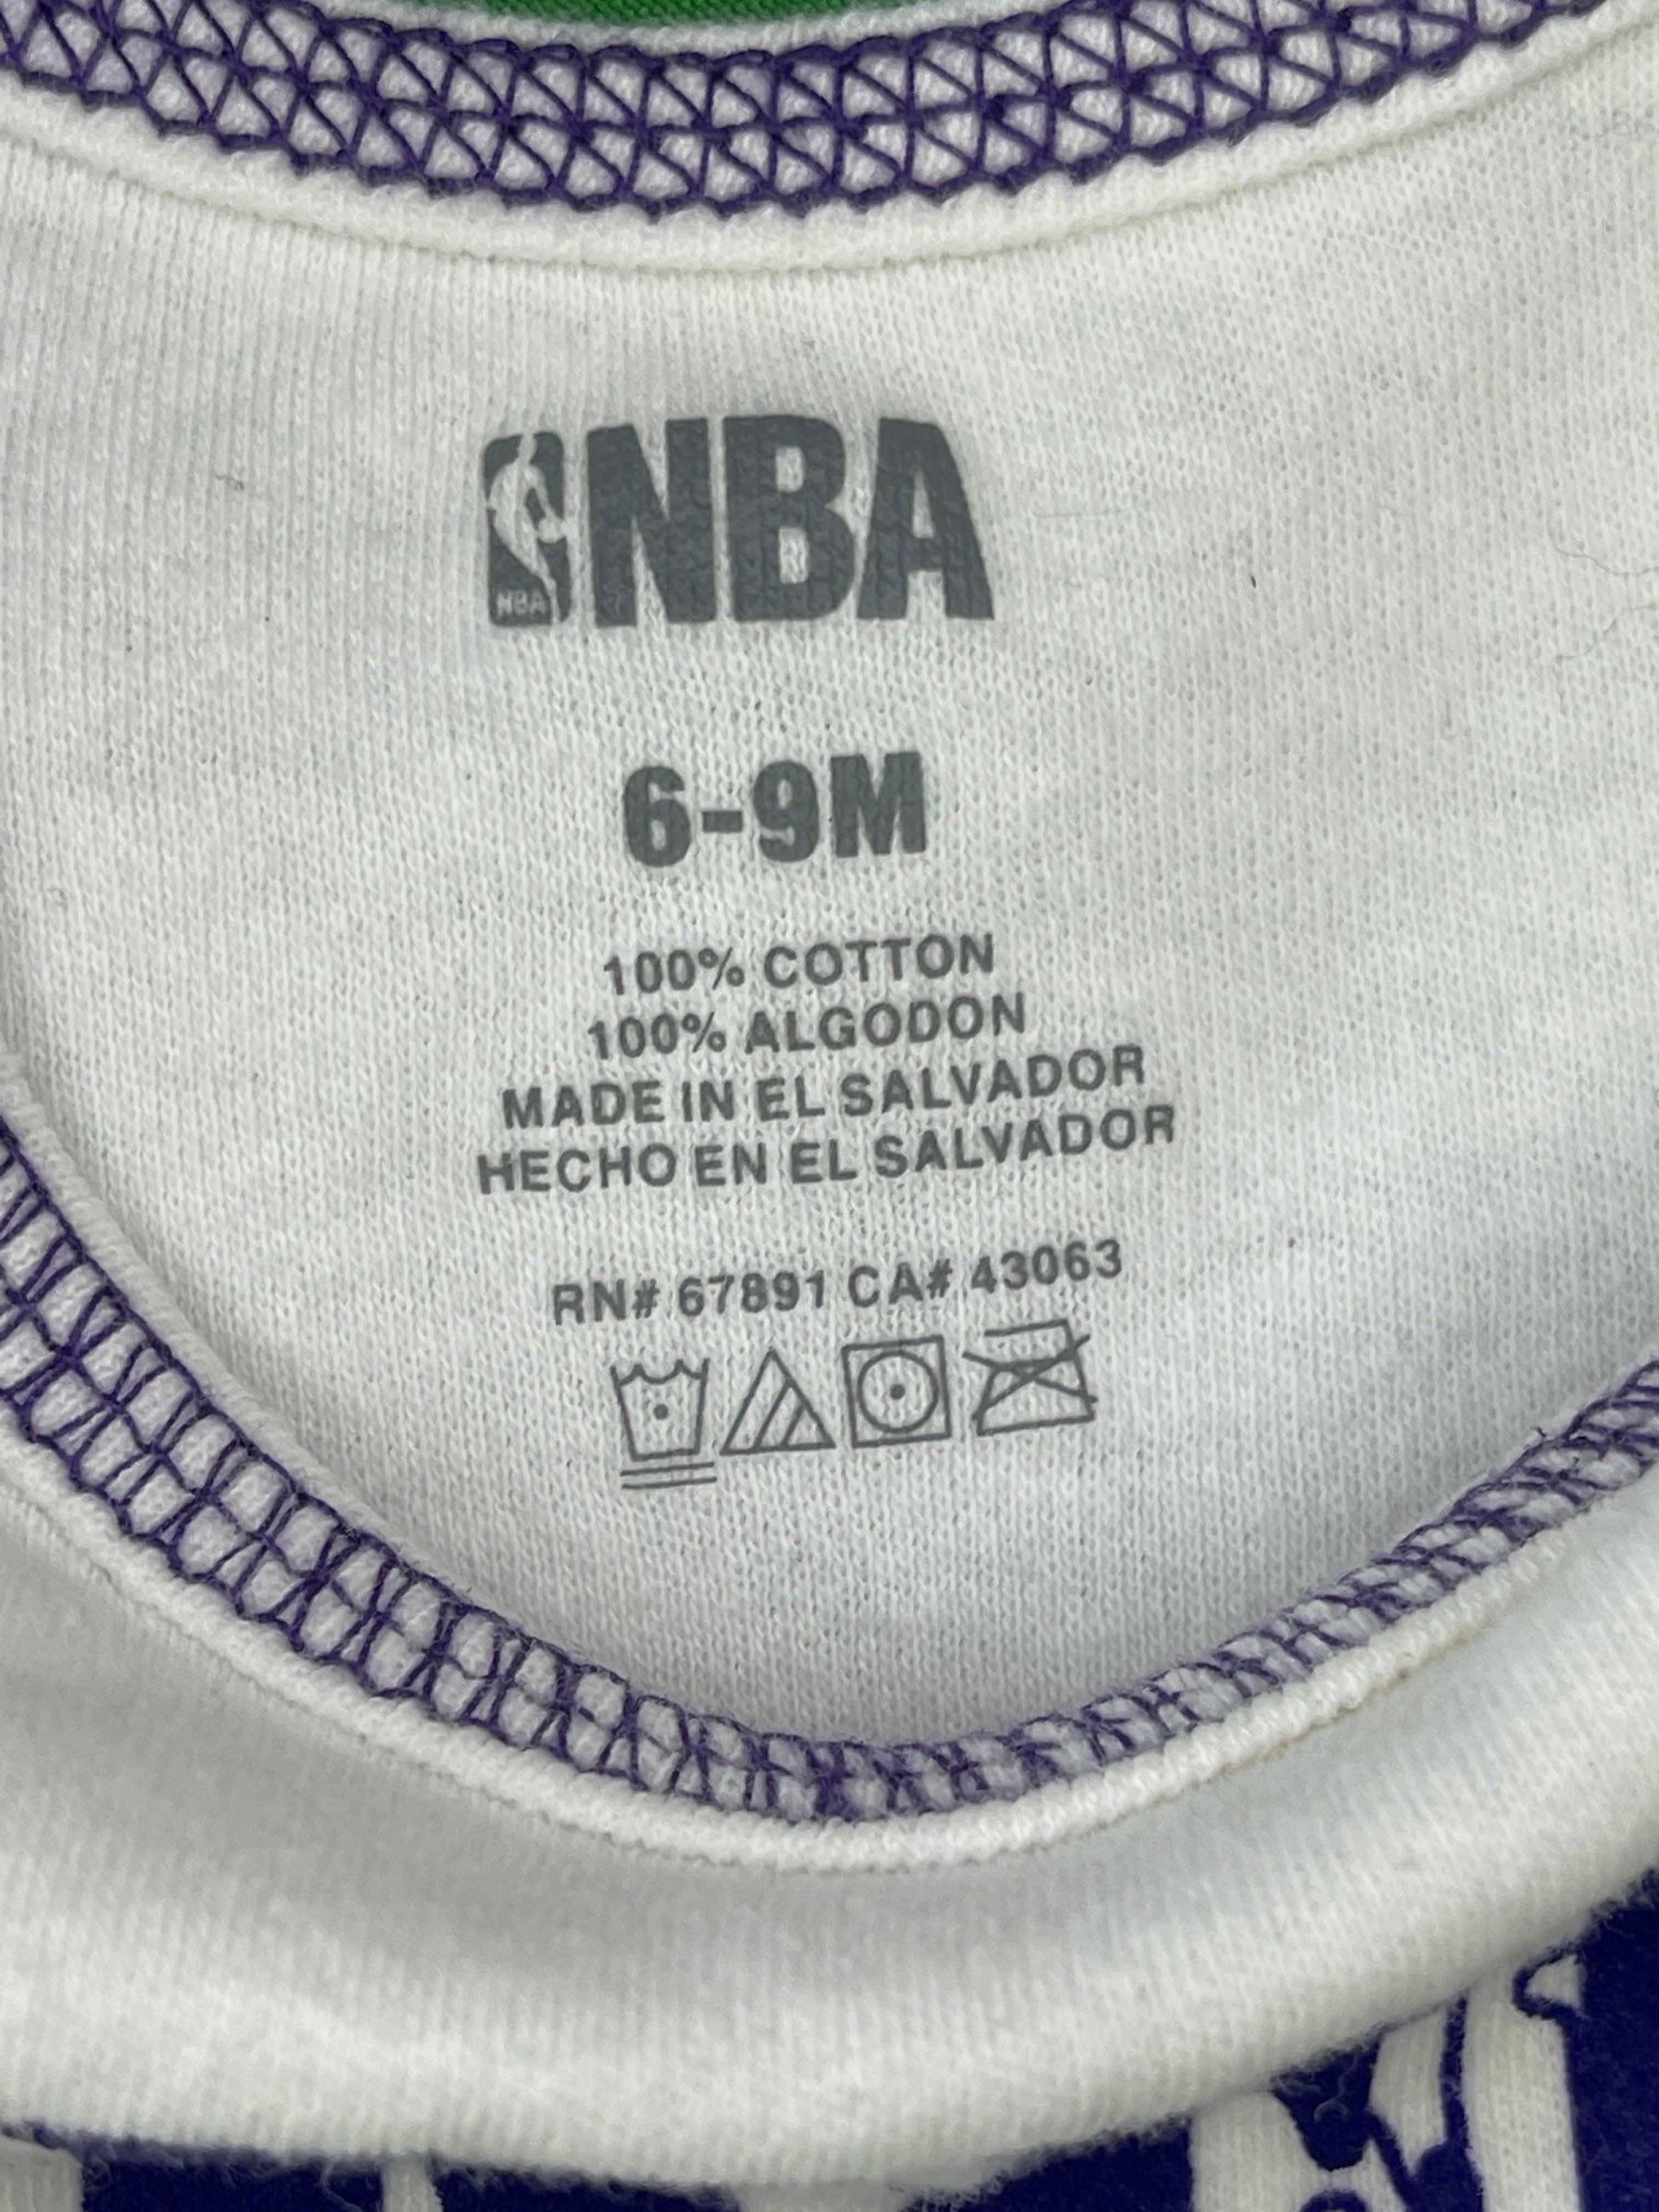 NBA NBA
6-9M
100% COTTON
100% ALGODON
MADE IN EL SALVADOR
HECHO EN EL SALVADOR
RN# 67891 CA# 43063